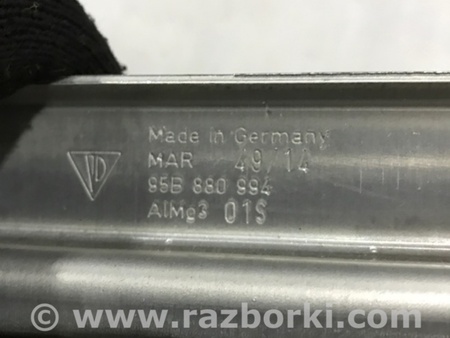 Made in Germany
MAR 49/14
95B 880 994
AlMg3 01S
© www.razborki.com